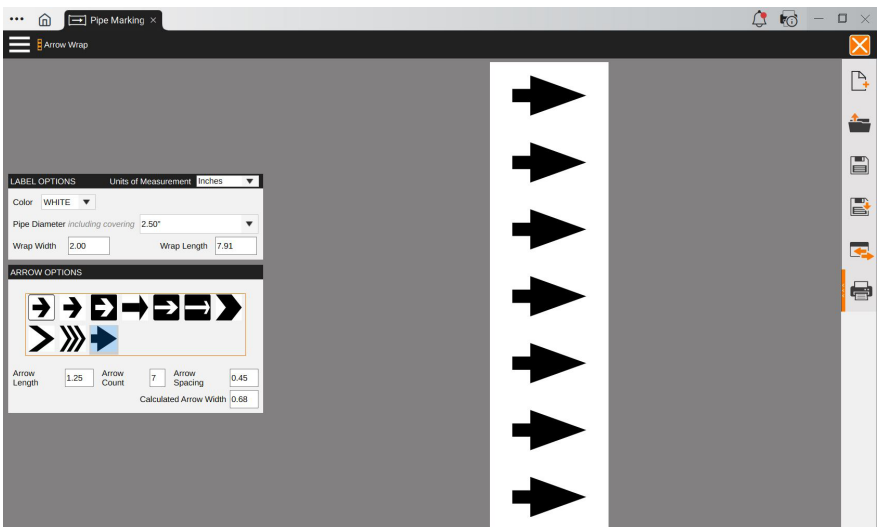 Pipe Marking
Arrow Wrap
LABEL OPTIONS Units of Measurement Inches
Color WHITE
Pipe Diameter including covering 2.50"
Wrap Width 2.00 Wrap Length 7.91
ARROW OPTIONS
Arrow Length 1.25 Arrow Count 7 Arrow Spacing 0.45
Calculated Arrow Width 0.68